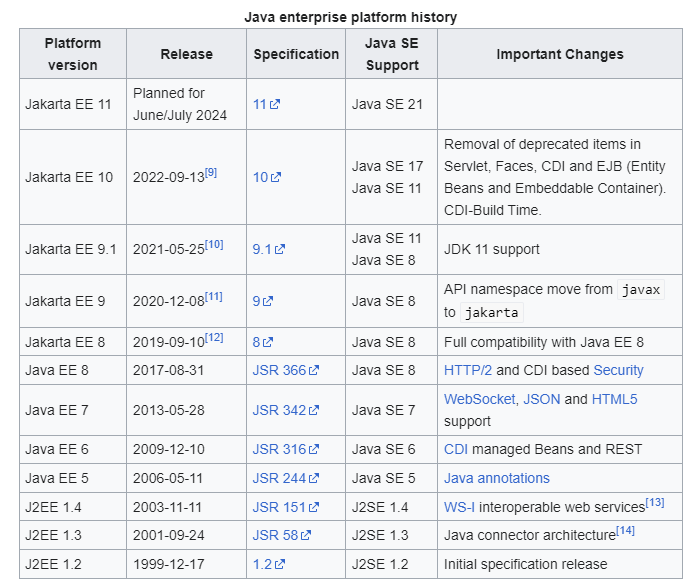 Java enterprise platform history
Platform version Release Specification Java SE Support Important Changes
Jakarta EE 11 Planned for June/July 2024 11 Java SE 21
Jakarta EE 10 2022-09-13[9] 10 Java SE 17 Java SE 11 Removal of deprecated items in Servlet, Faces, CDI and EJB (Entity Beans and Embeddable Container). CDI-Build Time.
Jakarta EE 9.1 2021-05-25[10] 9.1 Java SE 11 Java SE 8 JDK 11 support
Jakarta EE 9 2020-12-08[11] 9 Java SE 8 API namespace move from javax to jakarta
Jakarta EE 8 2019-09-10[12] 8 Java SE 8 Full compatibility with Java EE 8
Java EE 8 2017-08-31 JSR 366 Java SE 8 HTTP/2 and CDI based Security
Java EE 7 2013-05-28 JSR 342 Java SE 7 WebSocket, JSON and HTML5 support
Java EE 6 2009-12-10 JSR 316 Java SE 6 CDI managed Beans and REST
Java EE 5 2006-05-11 JSR 244 Java SE 5 Java annotations
J2EE 1.4 2003-11-11 JSR 151 J2SE 1.4 WS-I interoperable web services[13]
J2EE 1.3 2001-09-24 JSR 58 J2SE 1.3 Java connector architecture[14]
J2EE 1.2 1999-12-17 1.2 J2SE 1.2 Initial specification release